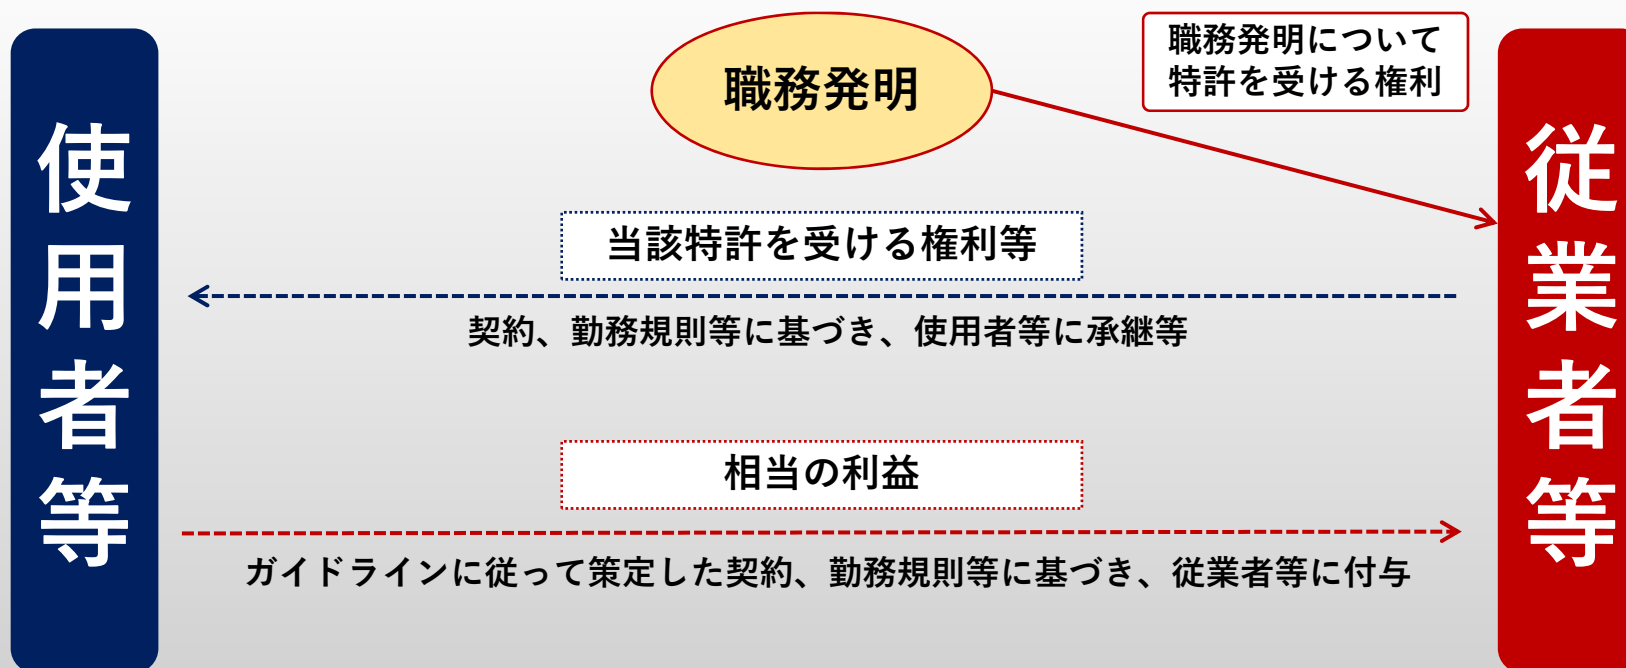 使用者等
職務発明
職務発明について
特許を受ける権利
従業者等
当該特許を受ける権利等
契約、勤務規則等に基づき、使用者等に承継等
相当の利益
ガイドラインに従って策定した契約、勤務規則等に基づき、従業者等に付与